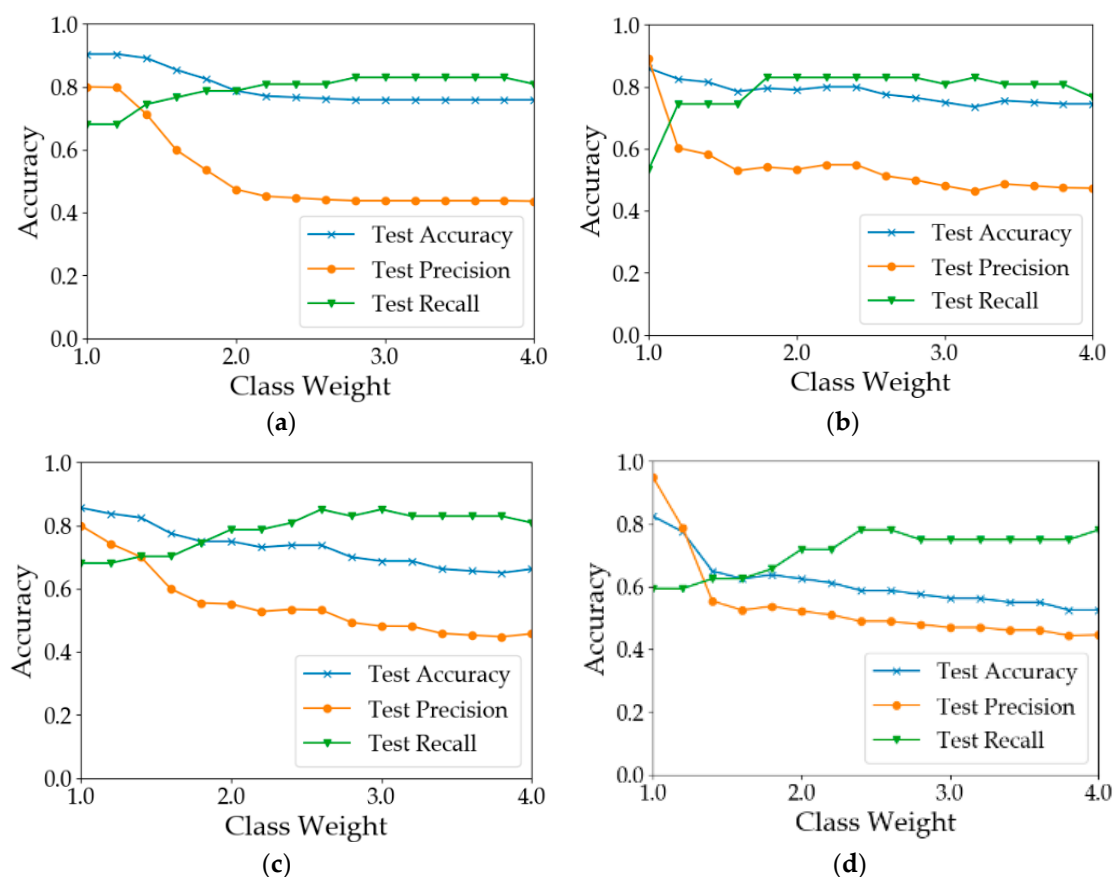 1.0
0.8
0.6
0.4
0.2
0.0
Accuracy
Test Accuracy
Test Precision
Test Recall
1.0 2.0 3.0 4.0
Class Weight
(a)
1.0
0.8
0.6
0.4
0.2
0.0
Accuracy
Test Accuracy
Test Precision
Test Recall
1.0 2.0 3.0 4.0
Class Weight
(b)
1.0
0.8
0.6
0.4
0.2
0.0
Accuracy
Test Accuracy
Test Precision
Test Recall
1.0 2.0 3.0 4.0
Class Weight
(c)
1.0
0.8
0.6
0.4
0.2
0.0
Accuracy
Test Accuracy
Test Precision
Test Recall
1.0 2.0 3.0 4.0
Class Weight
(d)